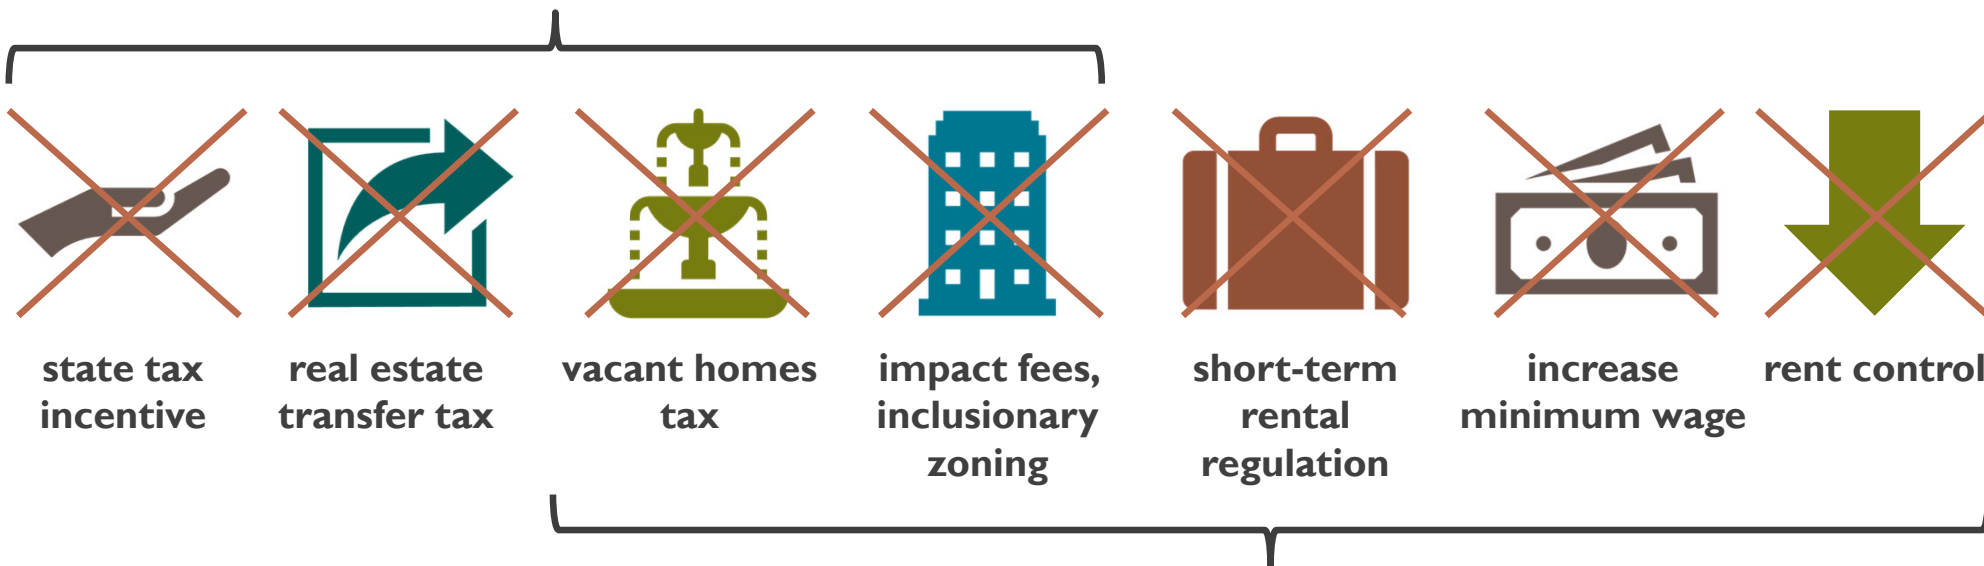 state tax
incentive
real estate
transfer tax
vacant homes
tax
impact fees,
inclusionary
zoning
short-term
rental
regulation
increase
minimum wage
rent control